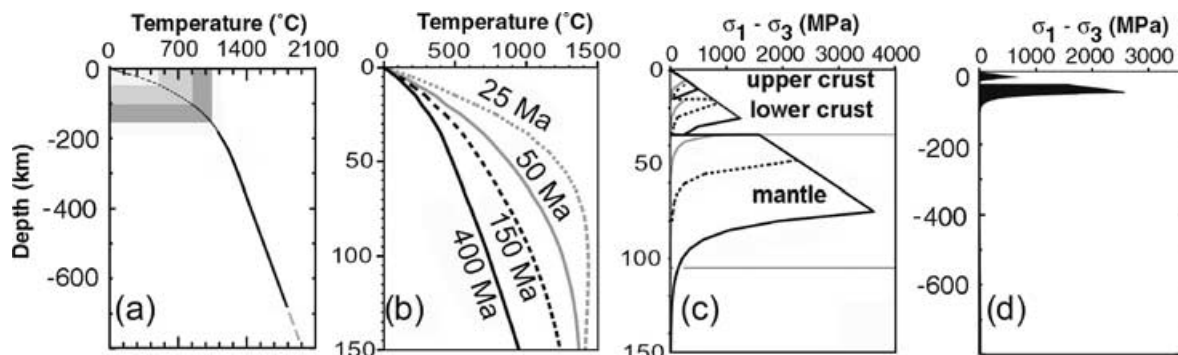 Temperature (˚C)
0 700 1400 2100
0
-200
-400
-600
Depth (km)
(a)
Temperature (˚C)
0 500 1000 1500
0
50
100
150
25 Ma
50 Ma
150 Ma
400 Ma
(b)
σ1 - σ3 (MPa)
0 1000 2000 3000 4000
0
50
100
150
upper crust
lower crust
mantle
(c)
σ1 - σ3 (MPa)
0 1000 2000 3000
0
-200
-400
-600
(d)